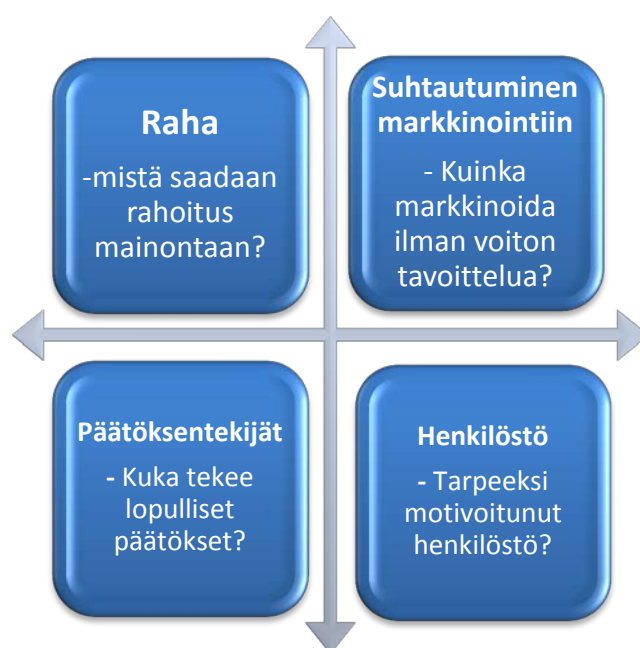 Raha
-mistä saadaan
rahoitus
mainontaan?
Suhtautuminen
markkinointiin
- Kuinka
markkinoida
ilman voiton
tavoittelua?
Päätöksentekijät
- Kuka tekee
lopulliset
päätökset?
Henkilöstö
- Tarpeeksi
motivoitunut
henkilöstö?